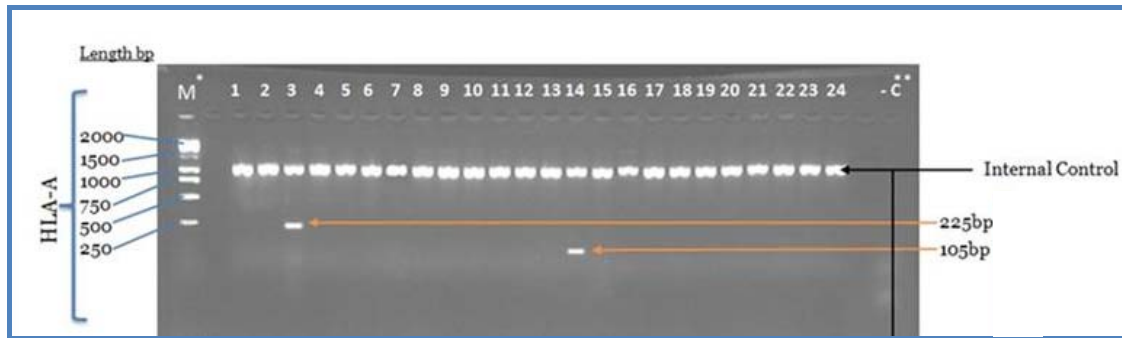 Length bp
M* 1 2 3 4 5 6 7 8 9 10 11 12 13 14 15 16 17 18 19 20 21 22 23 24 - C**
2000
1500
1000
750
500
250
HLA-A
Internal Control
225bp
105bp